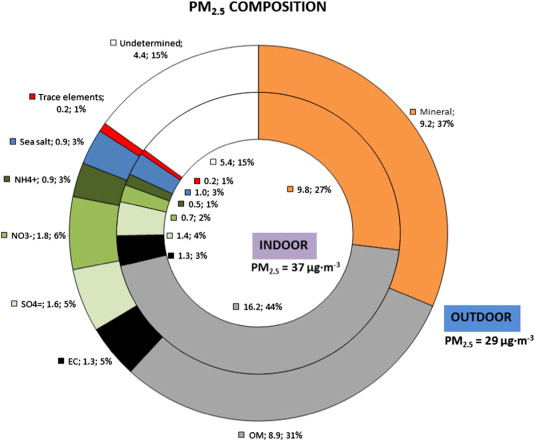 PM2.5 COMPOSITION
Undetermined;
4.4; 15%
Trace elements;
0.2; 1%
Sea salt; 0.9; 3%
NH4+; 0.9; 3%
NO3-; 1.8; 6%
SO4=; 1.6; 5%
EC; 1.3; 5%
OM; 8.9; 31%
Mineral;
9.2; 37%
5.4; 15%
0.2; 1%
1.0; 3%
0.5; 1%
0.7; 2%
1.4; 4%
1.3; 3%
9.8; 27%
16.2; 44%
INDOOR
PM2.5 = 37 µg·m-3
OUTDOOR
PM2.5 = 29 µg·m-3